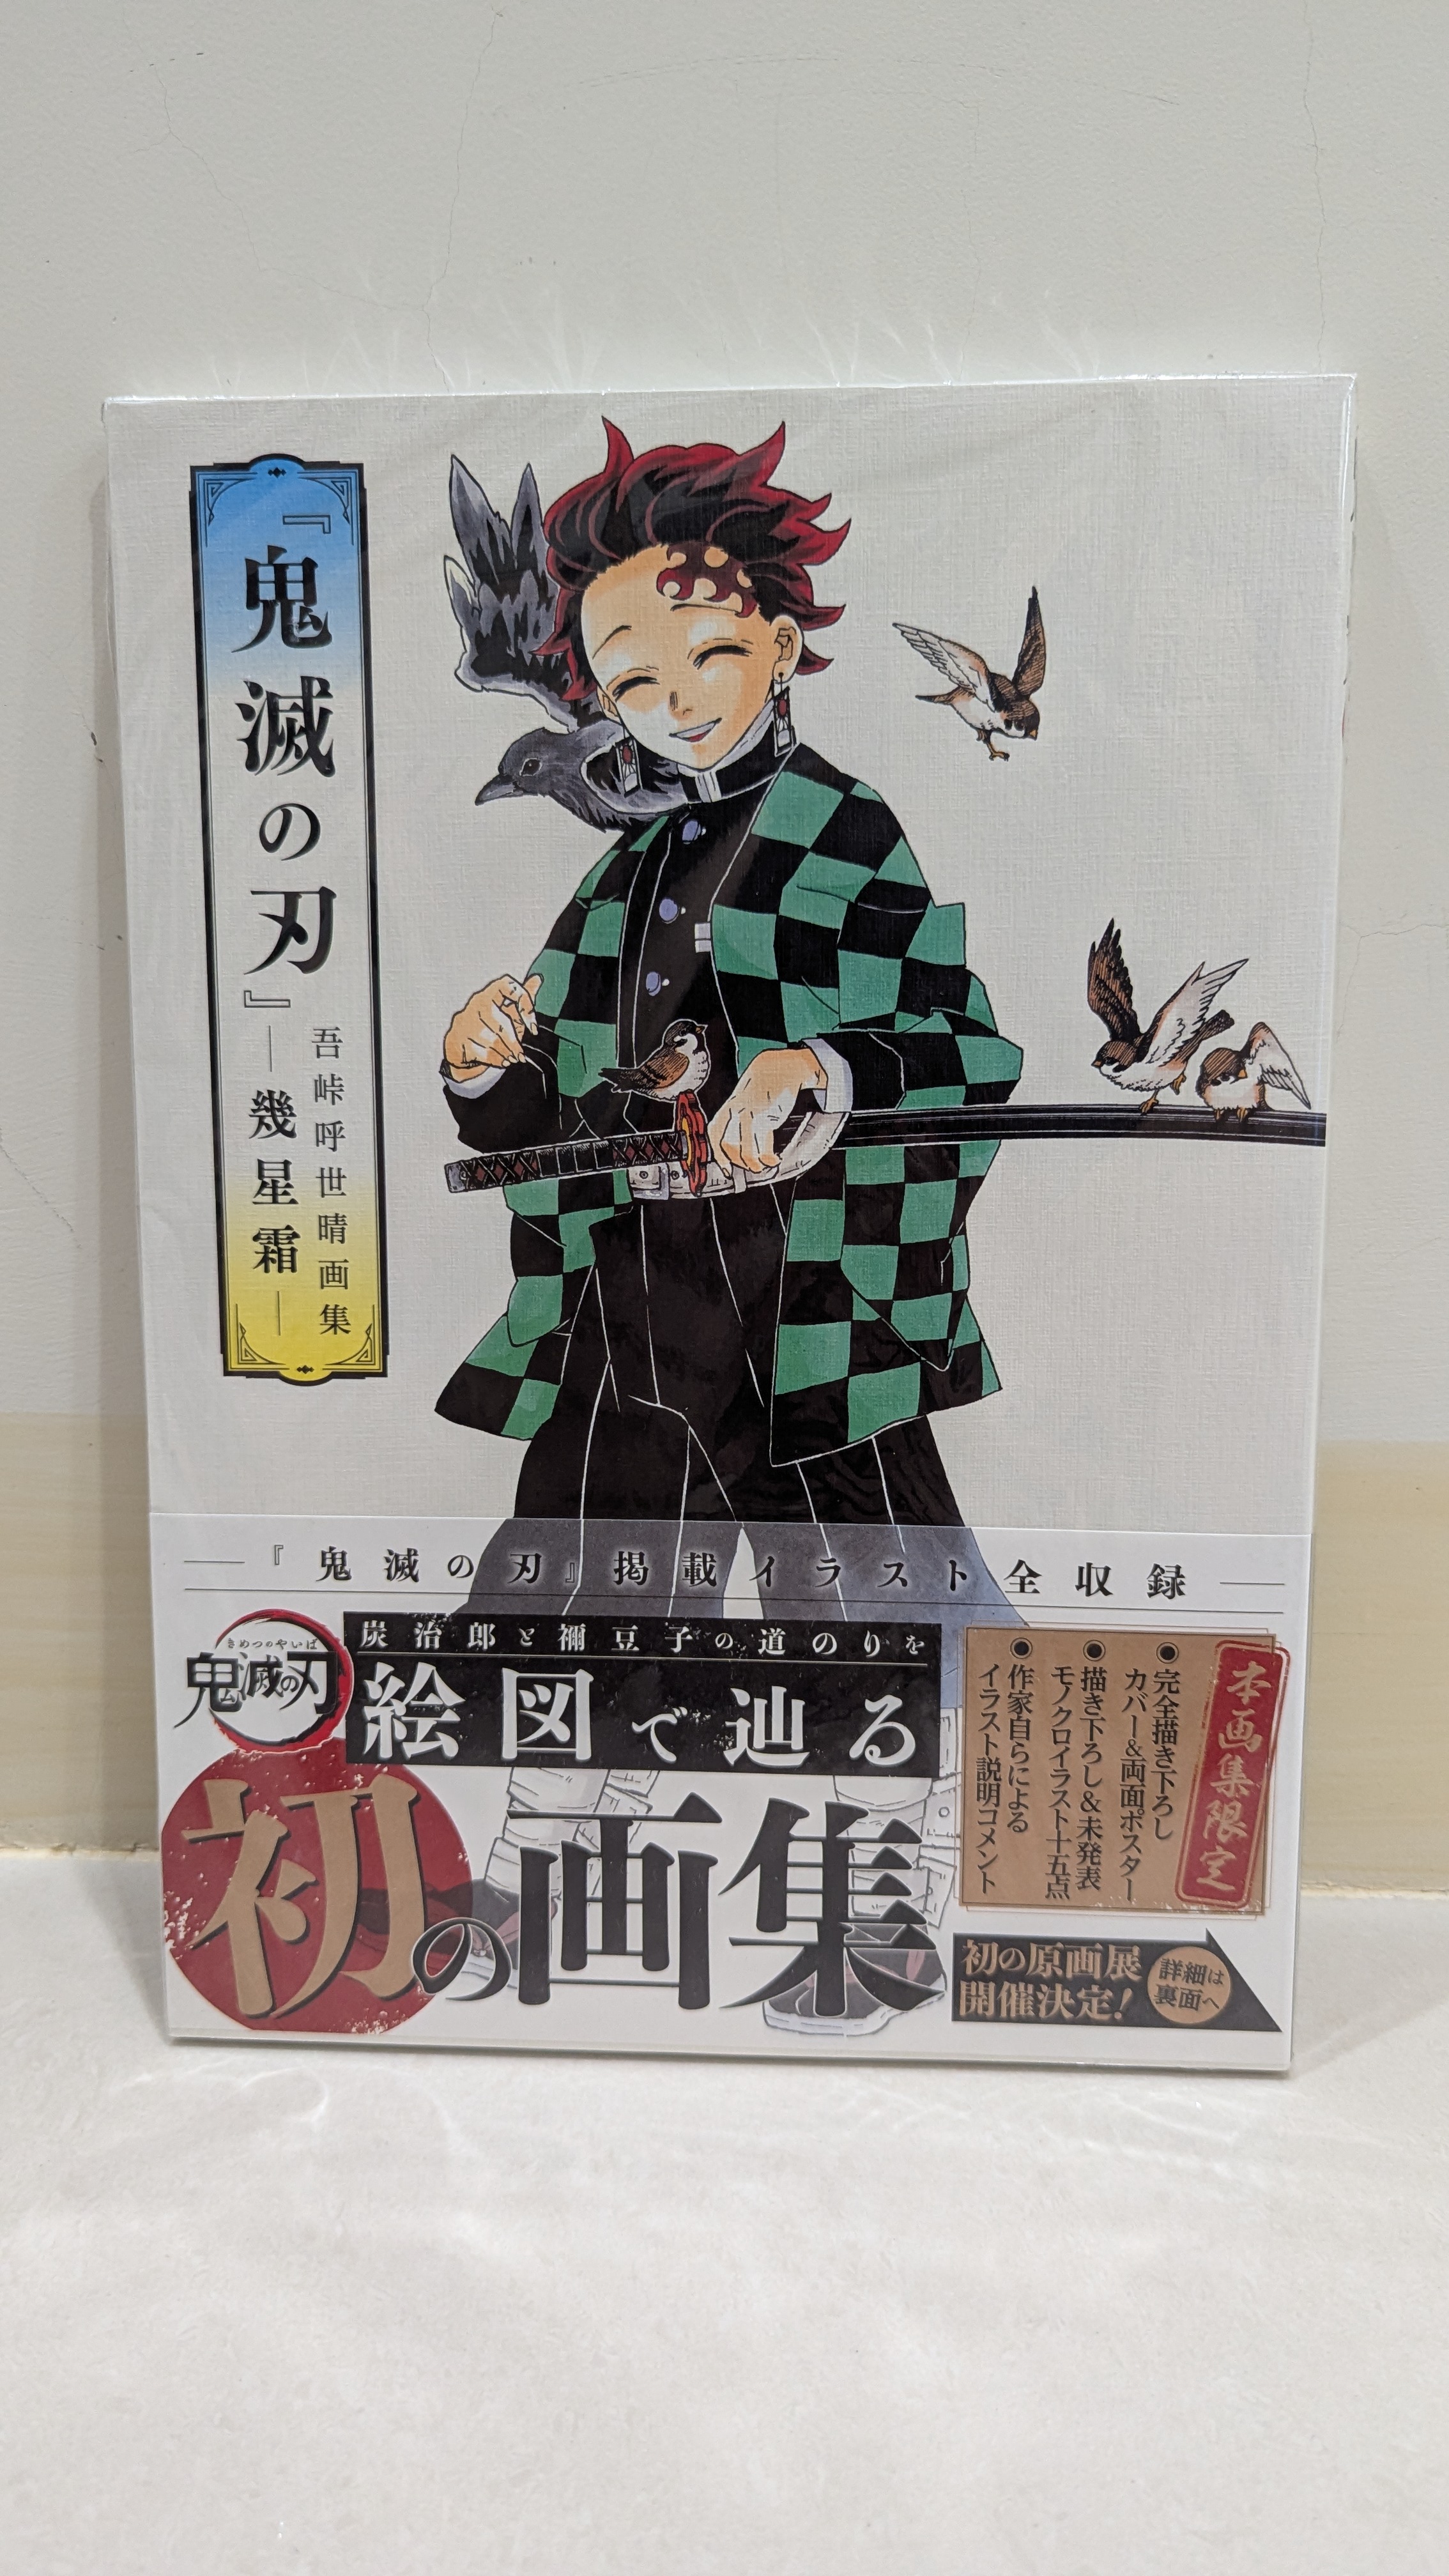 『鬼滅の刃』
吾峠呼世晴画集
―幾星霜―
『鬼滅の刃』掲載イラスト全収録
きめつのやいば
鬼滅の刃
炭治郎と禰豆子の道のりを
絵図で辿る
初の画集
本画集限定
●完全描き下ろし
カバー&両面ポスター
●描き下ろし&未発表
モノクロイラスト十五点
●作家自らによる
イラスト説明コメント
初の原画展
開催決定!
詳細は
裏面へ